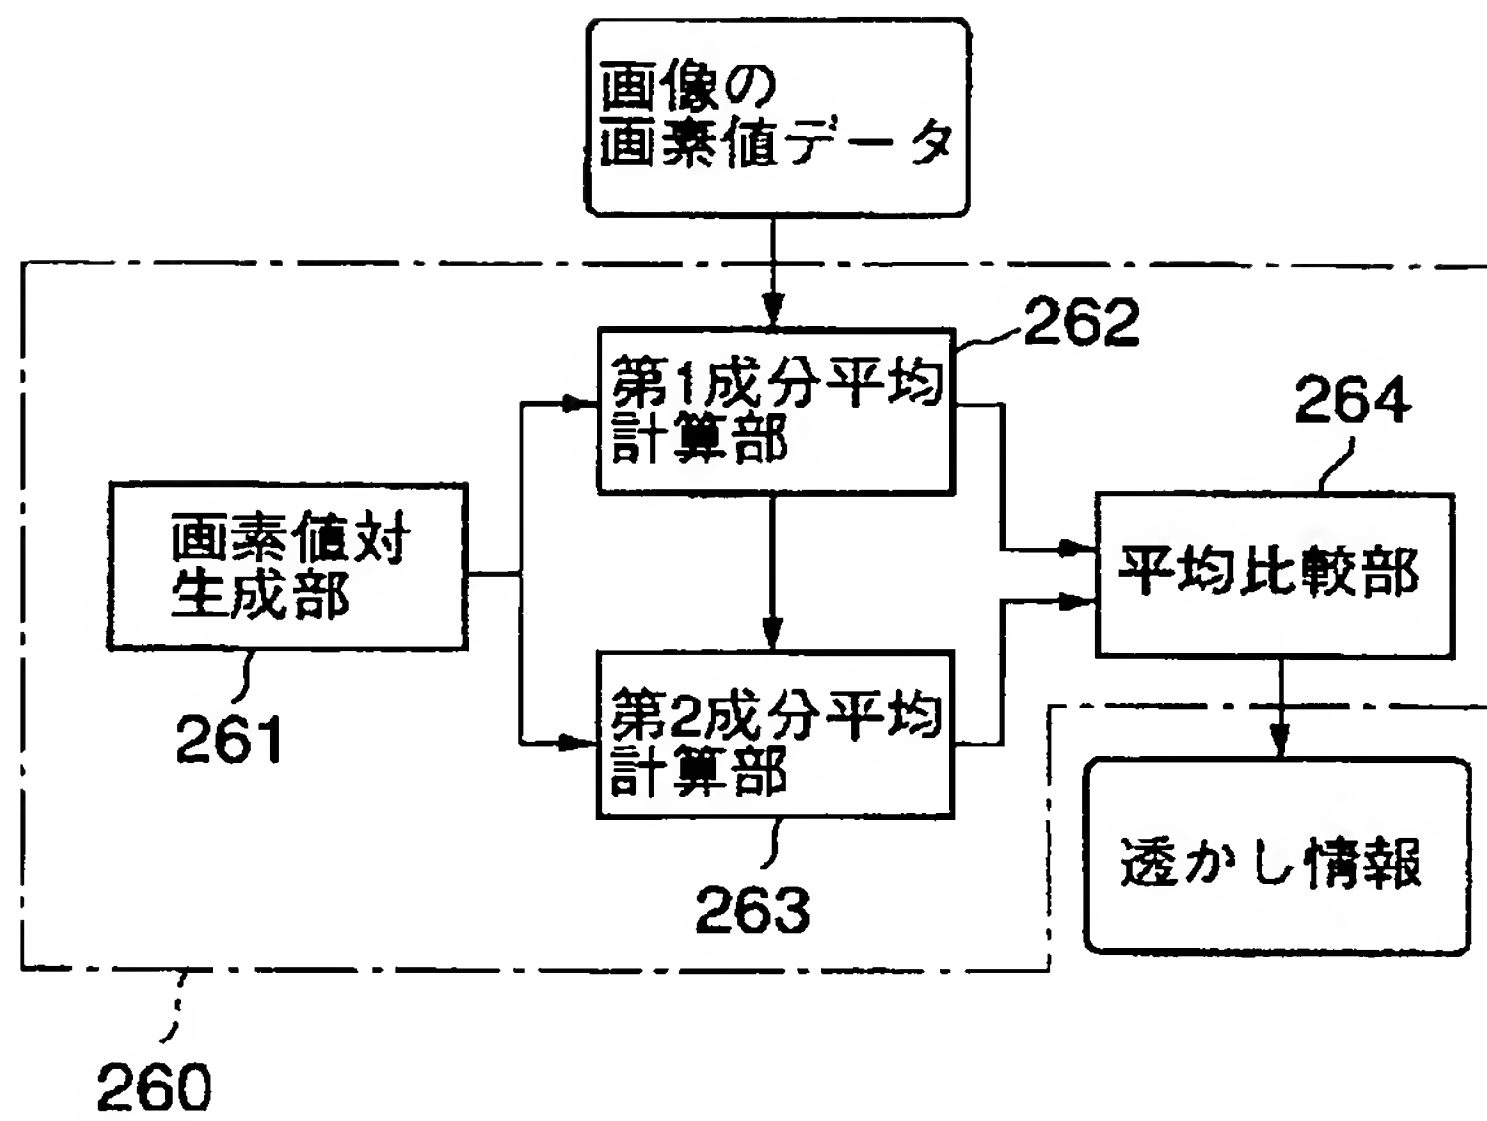 画像の
画素値データ
262
第1成分平均
計算部
264
画素値対
生成部
平均比較部
261
第2成分平均
計算部
透かし情報
263
260